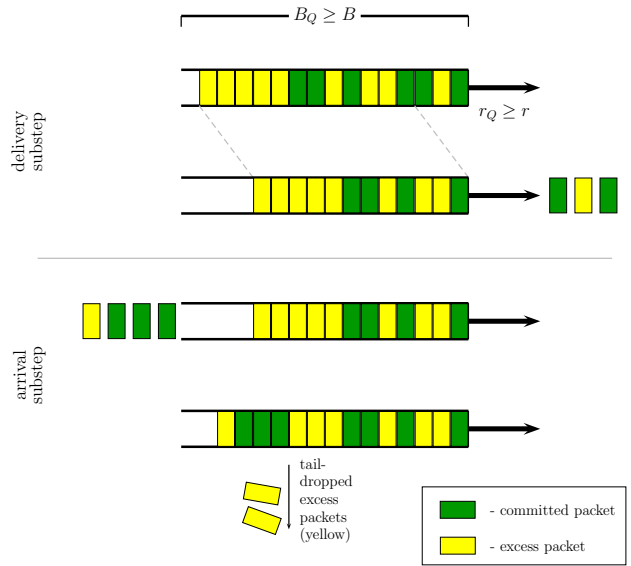 B_Q ≥ B
r_Q ≥ r
delivery
substep
arrival
substep
tail-
dropped
excess
packets
(yellow)
- committed packet
- excess packet